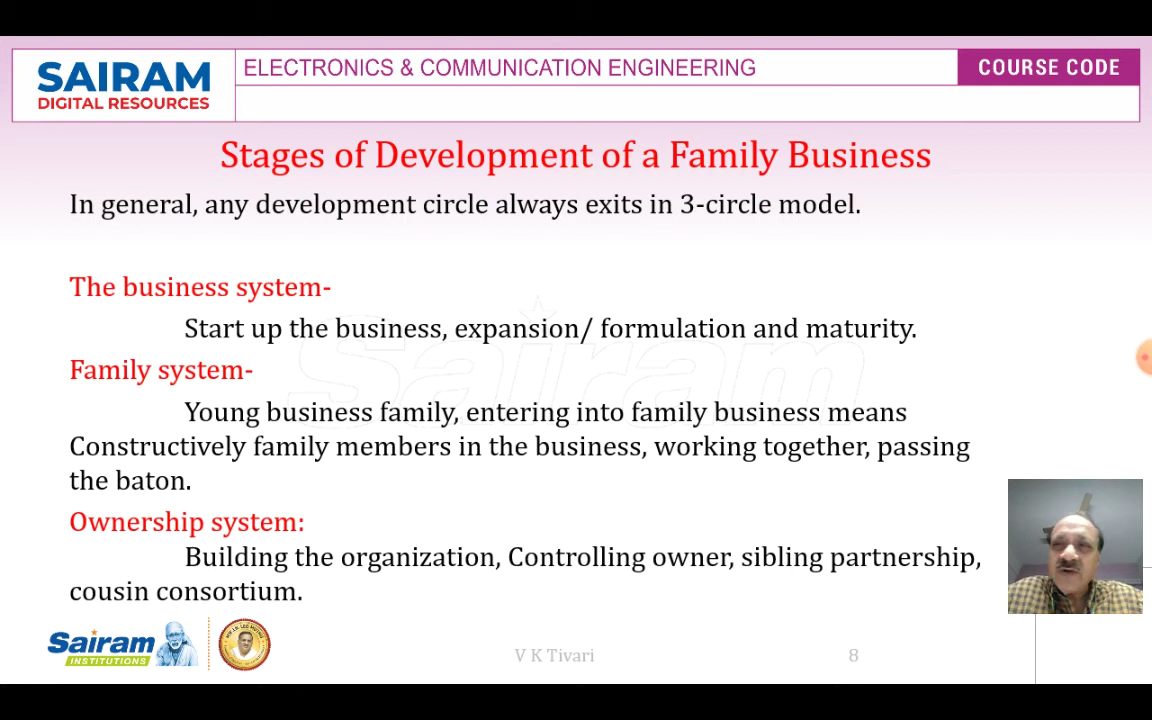 SAIRAM
DIGITAL RESOURCES
ELECTRONICS & COMMUNICATION ENGINEERING
COURSE CODE
Stages of Development of a Family Business
In general, any development circle always exits in 3-circle model.
The business system-
Start up the business, expansion/ formulation and maturity.
Family system-
Young business family, entering into family business means
Constructively family members in the business, working together, passing
the baton.
Ownership system:
Building the organization, Controlling owner, sibling partnership,
cousin consortium.
Sairam
Sairam
INSTITUTIONS
V K Tivari
8